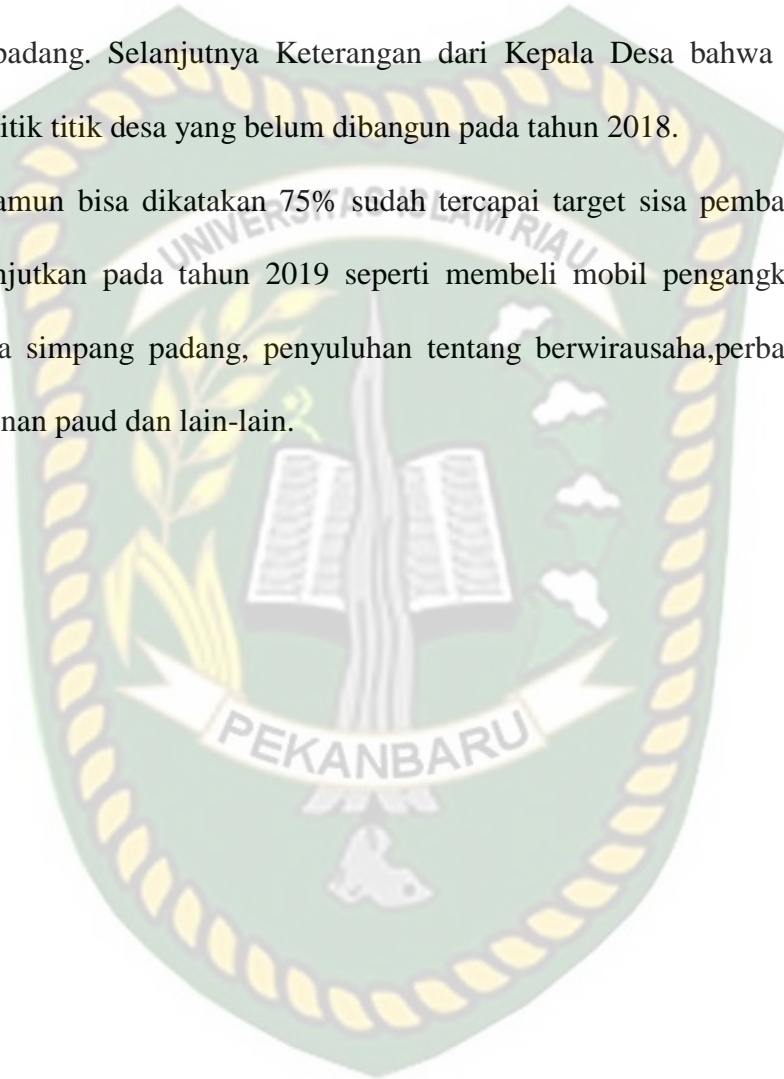 padang. Selanjutnya Keterangan dari Kepala Desa bahwa
titik titik desa yang belum dibangun pada tahun 2018.
amun bisa dikatakan 75% sudah tercapai target sisa pemba
njutkan pada tahun 2019 seperti membeli mobil pengangk
a simpang padang, penyuluhan tentang berwirausaha,perba
nan paud dan lain-lain.
UNIVERSITAS ISLAM RIAU
PEKANBARU